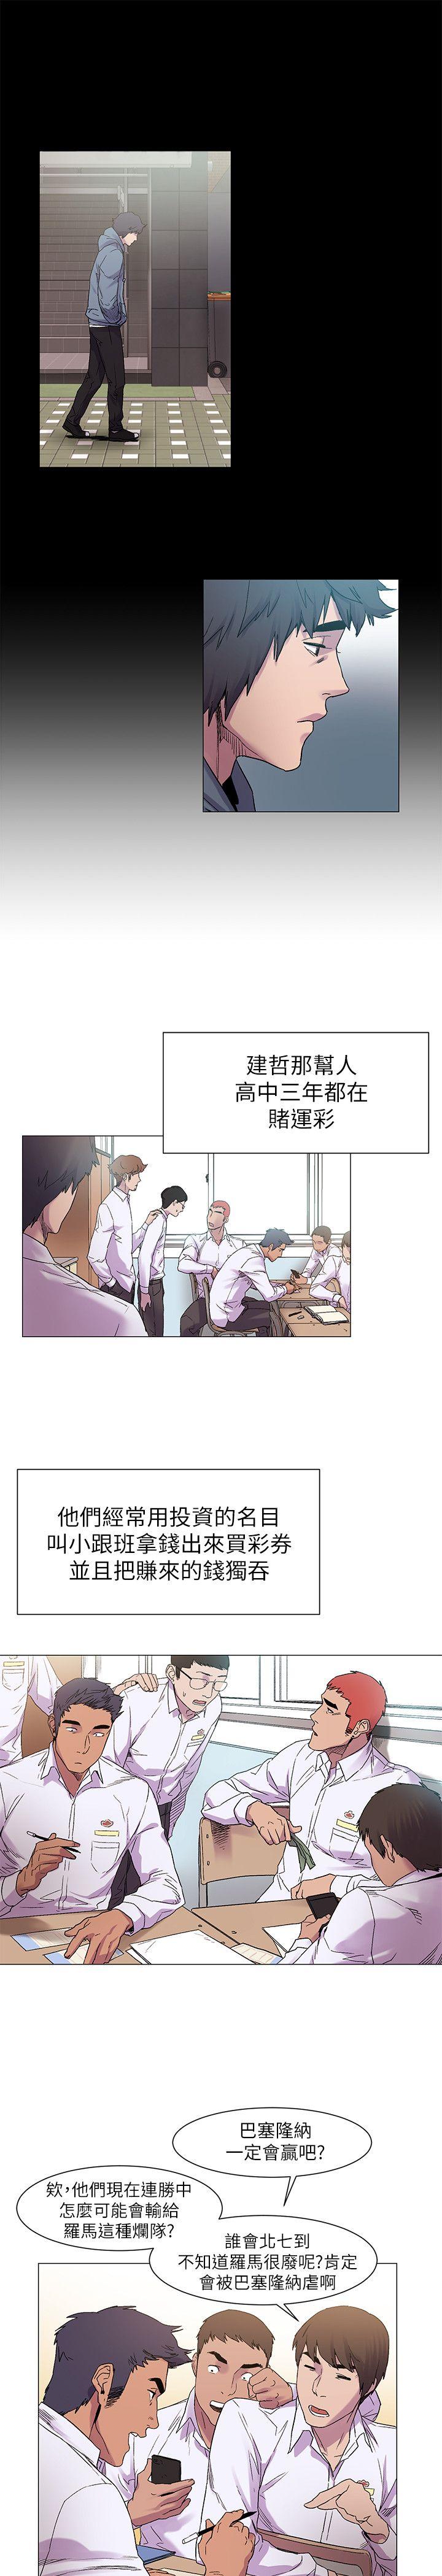 建哲那幫人
高中三年都在
賭運彩
他們經常用投資的名目
叫小跟班拿錢出來買彩券
並且把賺來的錢獨吞
巴塞隆納
一定會贏吧?
欸,他們現在連勝中
怎麼可能會輸給
羅馬這種爛隊?
誰會北七到
不知道羅馬很廢呢?肯定
會被巴塞隆納虐啊